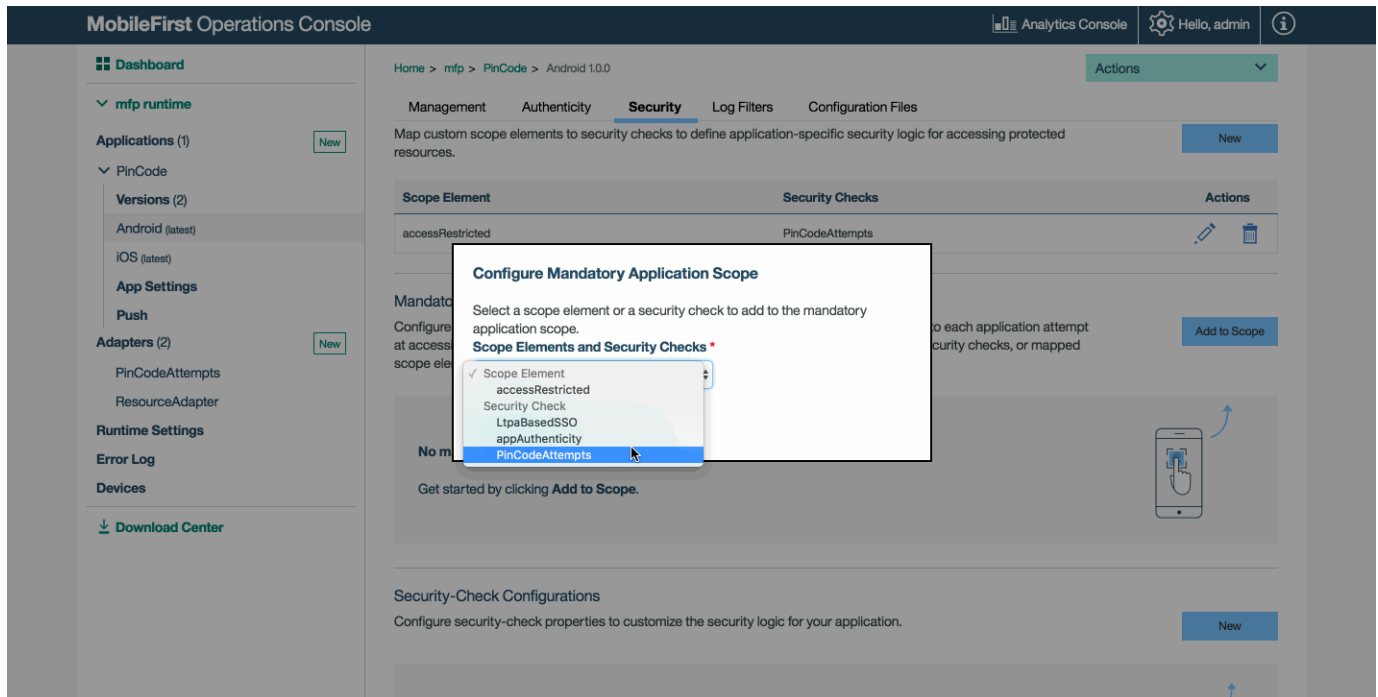 MobileFirst Operations Console
Analytics Console
Hello, admin
Dashboard
mfp runtime
Applications (1)
New
PinCode
Versions (2)
Android (latest)
iOS (latest)
App Settings
Push
Adapters (2)
New
PinCodeAttempts
ResourceAdapter
Runtime Settings
Error Log
Devices
Download Center
Home > mfp > PinCode > Android 1.0.0
Actions
Management Authenticity Security Log Filters Configuration Files
Map custom scope elements to security checks to define application-specific security logic for accessing protected
resources.
New
Scope Element Security Checks Actions
accessRestricted PinCodeAttempts
Mandato
Configure
at access
scope ele
to each application attempt
curity checks, or mapped
Add to Scope
Configure Mandatory Application Scope
Select a scope element or a security check to add to the mandatory
application scope.
Scope Elements and Security Checks *
✓ Scope Element
accessRestricted
Security Check
LtpaBasedSSO
appAuthenticity
PinCodeAttempts
No m
Get started by clicking Add to Scope.
Security-Check Configurations
Configure security-check properties to customize the security logic for your application.
New